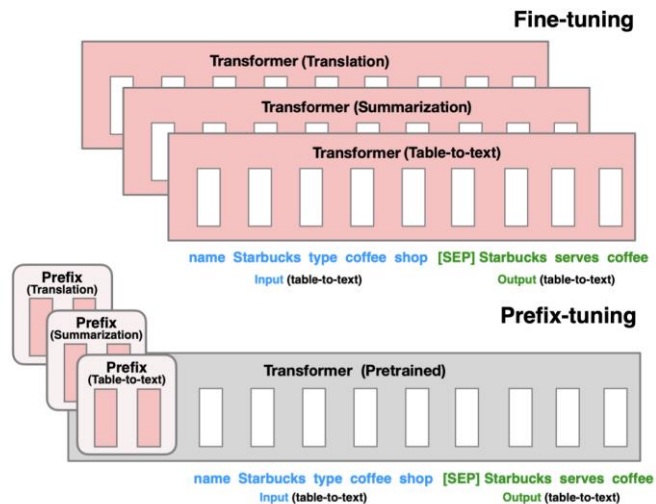 Fine-tuning
Transformer (Translation)
Transformer (Summarization)
Transformer (Table-to-text)
name Starbucks type coffee shop [SEP] Starbucks serves coffee
Input (table-to-text) Output (table-to-text)
Prefix-tuning
Prefix
(Translation)
Prefix
(Summarization)
Prefix
(Table-to-text)
Transformer (Pretrained)
name Starbucks type coffee shop [SEP] Starbucks serves coffee
Input (table-to-text) Output (table-to-text)